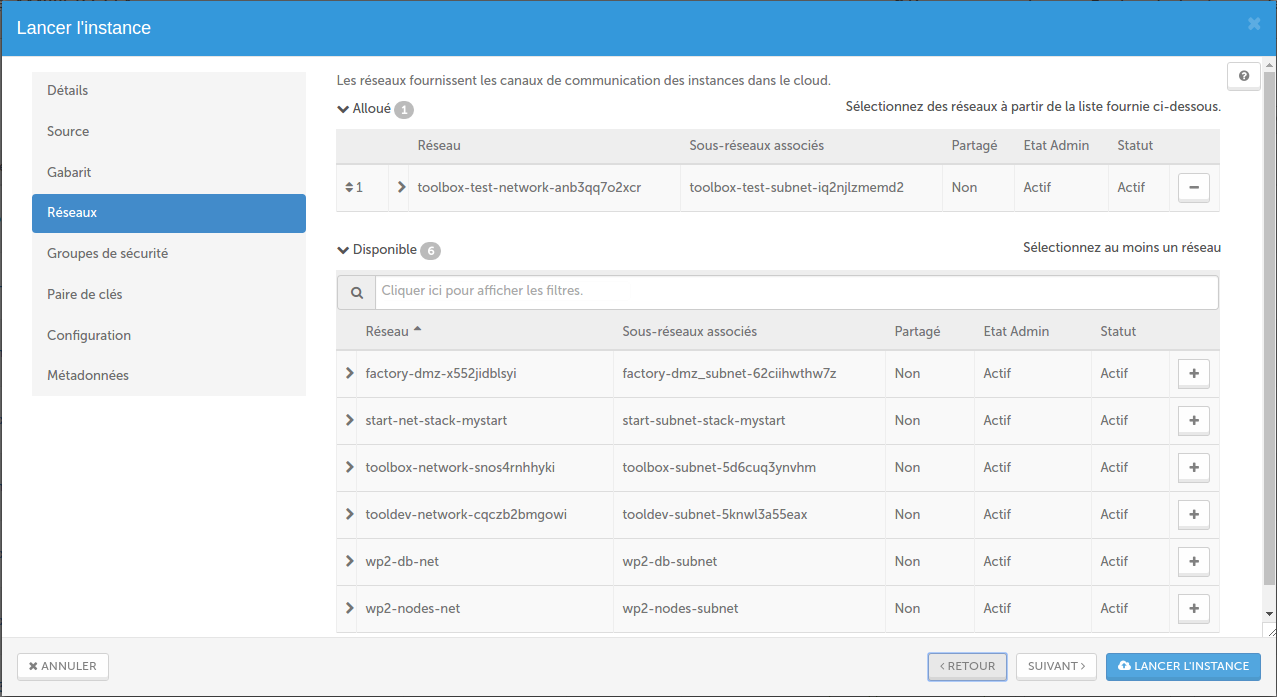 Lancer l'instance
Détails
Source
Gabarit
Réseaux
Groupes de sécurité
Paire de clés
Configuration
Métadonnées
Les réseaux fournissent les canaux de communication des instances dans le cloud.
Alloué 1 Sélectionnez des réseaux à partir de la liste fournie ci-dessous.
Réseau Sous-réseaux associés Partagé Etat Admin Statut
1 toolbox-test-network-anb3qq7o2xcr toolbox-test-subnet-iq2njlzmemd2 Non Actif Actif
Disponible 6 Sélectionnez au moins un réseau
Cliquer ici pour afficher les filtres.
Réseau Sous-réseaux associés Partagé Etat Admin Statut
factory-dmz-x552jidblsyi factory-dmz_subnet-62ciihwthw7z Non Actif Actif
start-net-stack-mystart start-subnet-stack-mystart Non Actif Actif
toolbox-network-snos4rnhhyki toolbox-subnet-5d6cuq3ynvhm Non Actif Actif
tooldev-network-cqczb2bmgowi tooldev-subnet-5knwl3a55eax Non Actif Actif
wp2-db-net wp2-db-subnet Non Actif Actif
wp2-nodes-net wp2-nodes-subnet Non Actif Actif
ANNULER < RETOUR SUIVANT > LANCER L'INSTANCE